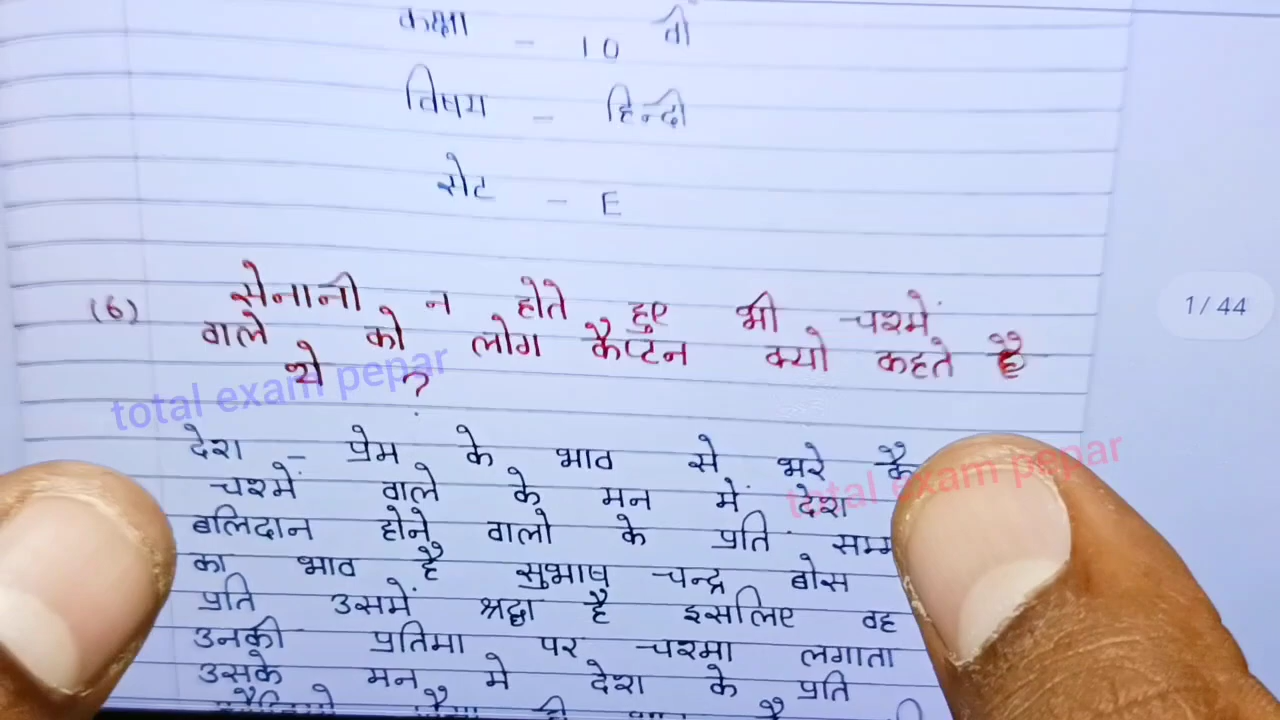 कक्षा - 10 वी
विषय - हिन्दी
सेट - E
1 / 44
(6) सेनानी न होते हुए भी चश्में
वाले को लोग कैप्टन क्यो कहते है
थे ?
total exam pepar
देश - प्रेम के भाव से भरे
चश्में वाले के मन में देश
total exam pepar
बलिदान होने वालो के प्रति
का भाव है सुभाष चन्द्र बोस
प्रति उसमें श्रद्धा है इसलिए वह
उनकी प्रतिमा पर चश्मा लगाता
उसके मन मे देश के प्रति